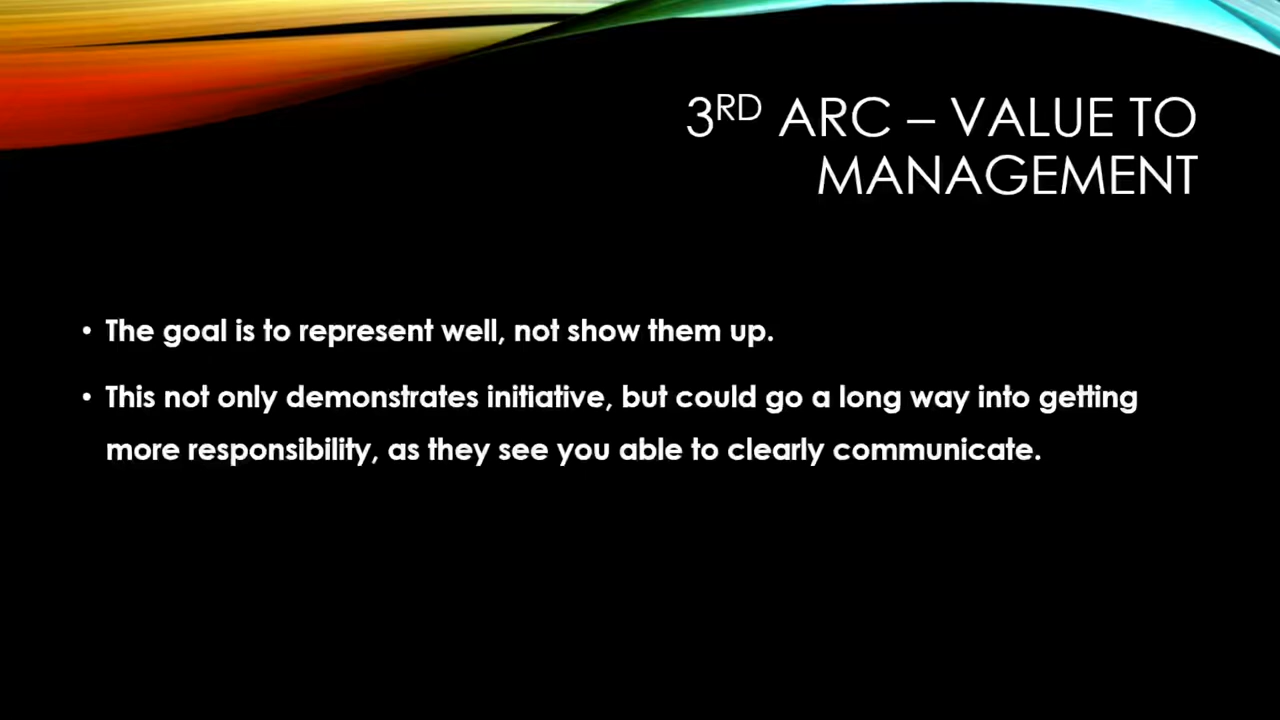 3RD ARC – VALUE TO
MANAGEMENT
• The goal is to represent well, not show them up.
• This not only demonstrates initiative, but could go a long way into getting
more responsibility, as they see you able to clearly communicate.